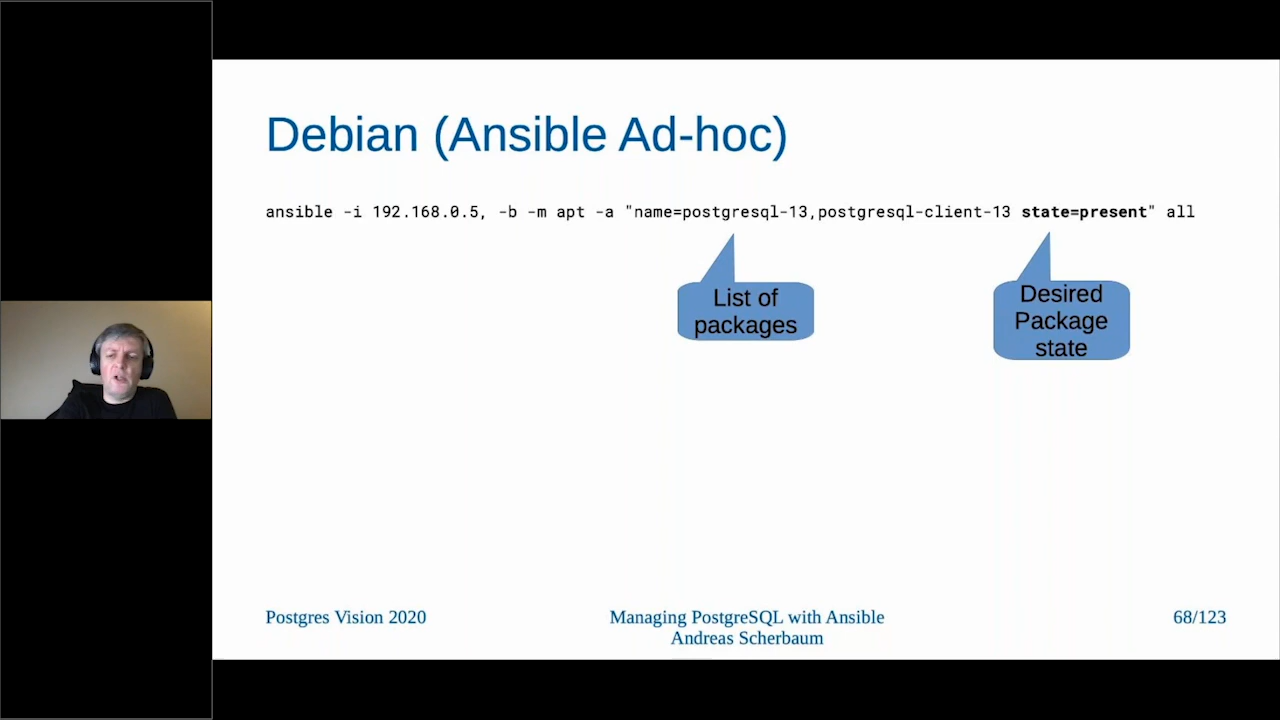 Debian (Ansible Ad-hoc)
ansible -i 192.168.0.5, -b -m apt -a "name=postgresql-13,postgresql-client-13 state=present" all
List of
packages
Desired
Package
state
Postgres Vision 2020
Managing PostgreSQL with Ansible
Andreas Scherbaum
68/123